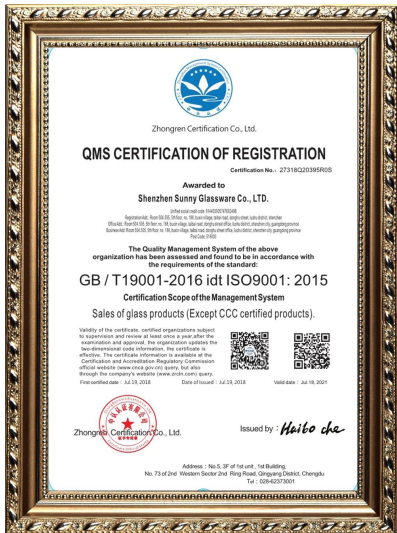 Zhongren Certification Co., Ltd.
QMS CERTIFICATION OF REGISTRATION
Certification No.: 27318Q20395R0S
Awarded to
Shenzhen Sunny Glassware Co., LTD.
The Quality Management System of the above
organization has been assessed and found to be in accordance with
the requirements of the standard:
GB / T19001-2016 idt ISO9001: 2015
Certification Scope of the Management System
Sales of glass products (Except CCC certified products).
Validity of the certificate, certified organizations subject
to supervision and review at least once a year,after the
examination and approval, the organization updates the
two-dimensional code information, the certificate is
effective. The certificate information is available at the
Certification and Accreditation Regulatory Commission
official website (www.cnca.gov.cn) query, but also
through the company's website (www.zrcfn.com) query.
First certified date : Jul.19, 2018 Date of issued : Jul.19, 2018 Valid date : Jul.19, 2021
Zhongren Certification Co., Ltd.
Issued by : Haibo che
Address : No.5, 3F of 1st unit , 1st Building,
No. 73 of 2nd Western Sector 2nd Ring Road, Qingyang District, Chengdu
Tel : 028-62373001